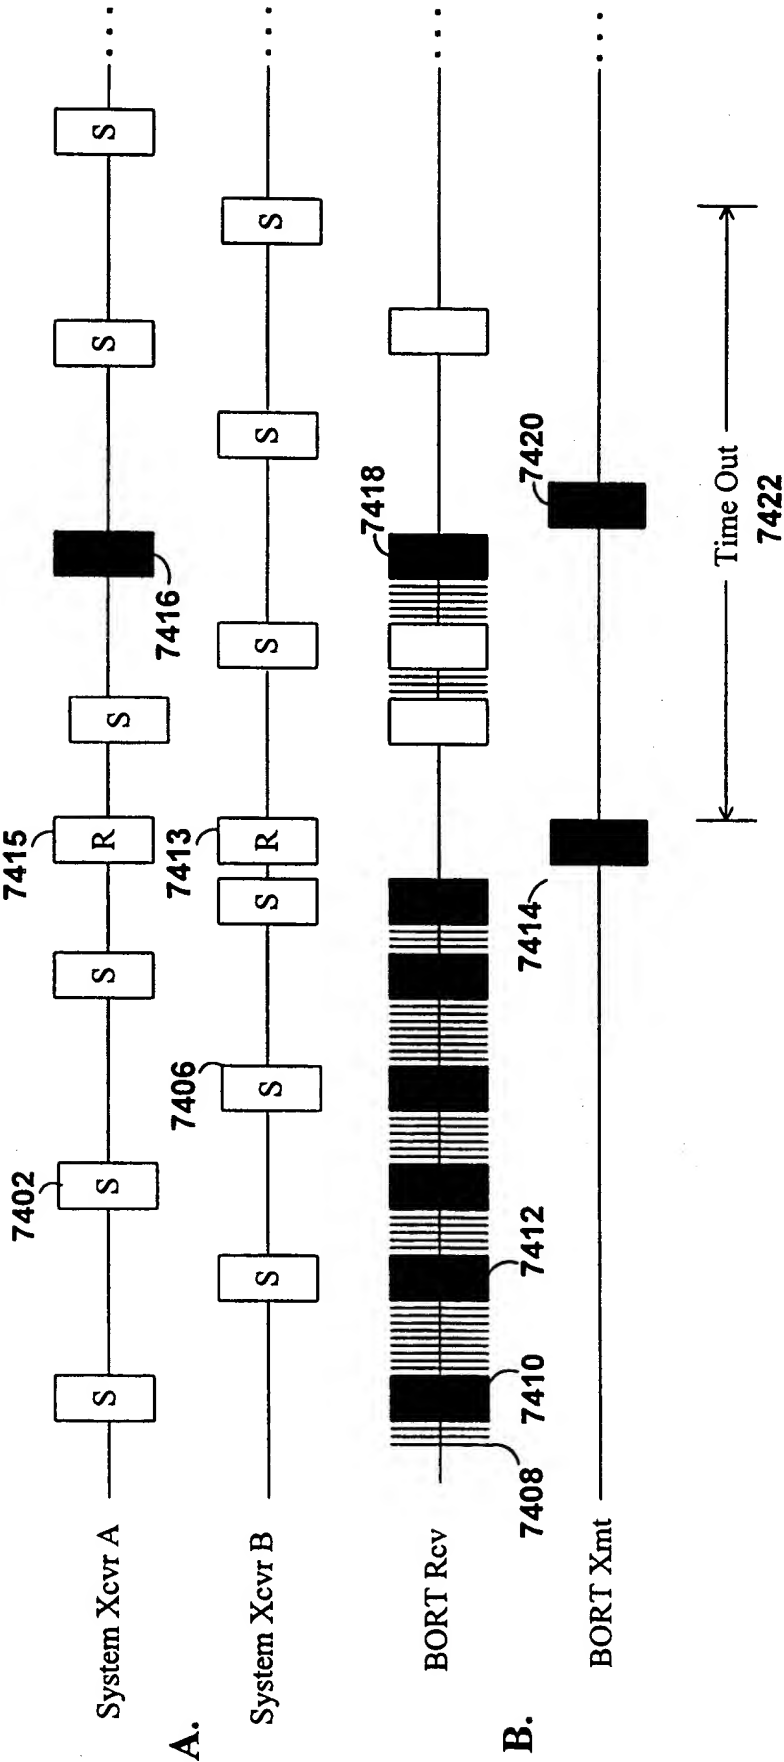 7402 7415
System Xcvr A S S S R S S S ...
7416
A.
7406 7413
System Xcvr B S S S R S S S ...
7418
BORT Rcv ...
B.
7408 7410 7412 7414 7420
BORT Xmt ...
Time Out
7422